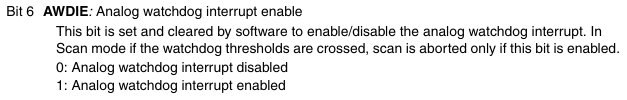 Bit 6 AWDIE: Analog watchdog interrupt enable
This bit is set and cleared by software to enable/disable the analog watchdog interrupt. In
Scan mode if the watchdog thresholds are crossed, scan is aborted only if this bit is enabled.
0: Analog watchdog interrupt disabled
1: Analog watchdog interrupt enabled